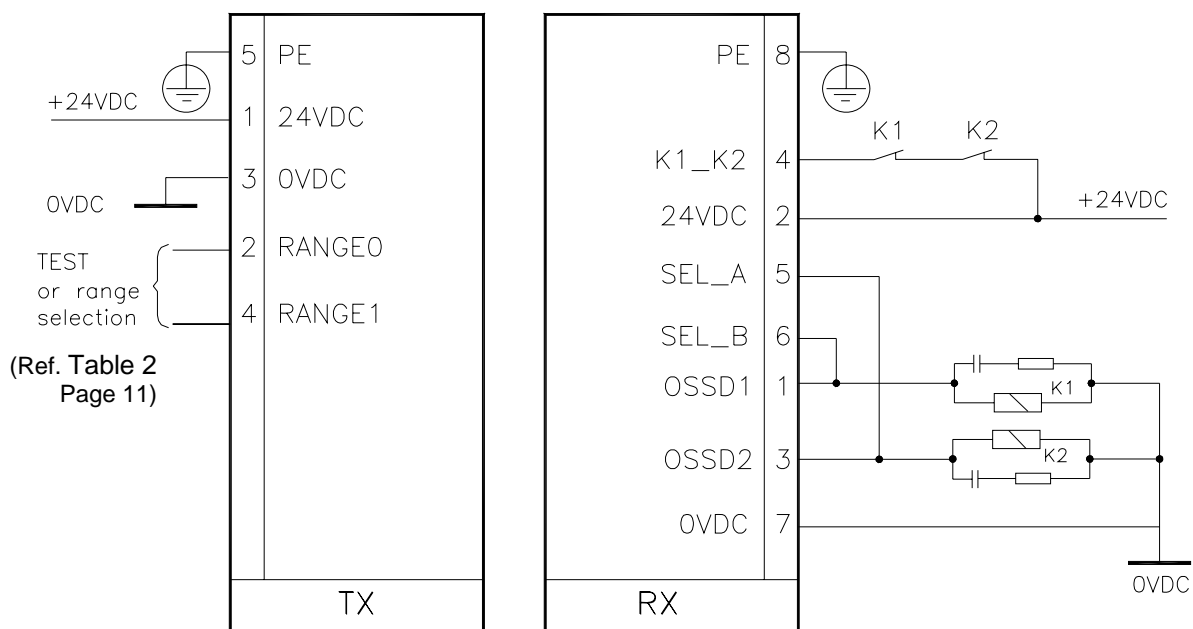 5 PE
+24VDC
1 24VDC
3 0VDC
0VDC
2 RANGE0
TEST
or range
selection
4 RANGE1
(Ref. Table 2
Page 11)
TX
PE 8
K1 K2
K1_K2 4
24VDC 2
+24VDC
SEL_A 5
SEL_B 6
OSSD1 1
K1
OSSD2 3
K2
0VDC 7
0VDC
RX